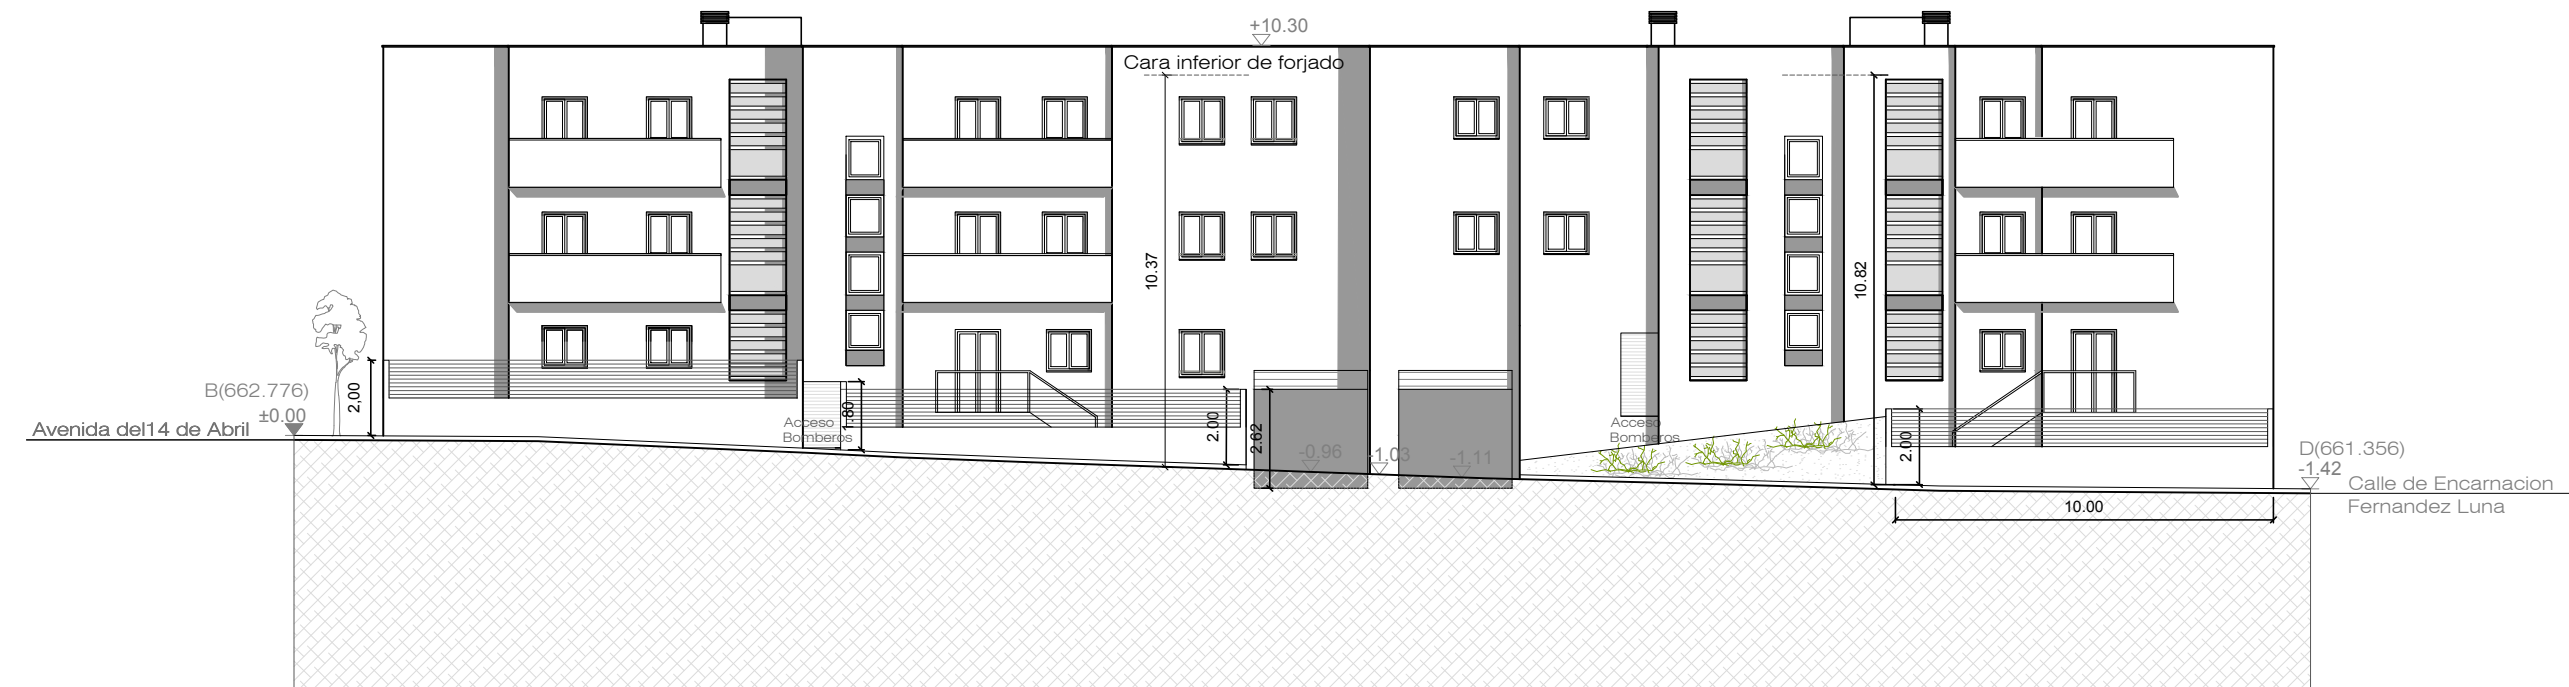 +10.30
Cara inferior de forjado
10.37
10.82
B(662.776)
±0.00
Avenida del14 de Abril
2,00
Acceso
Bomberos
.80
2.00
2.62
-0.96
-1.03
-1.11
Acceso
Bomberos
2.00
D(661.356)
-1.42
Calle de Encarnacion
Fernandez Luna
10.00